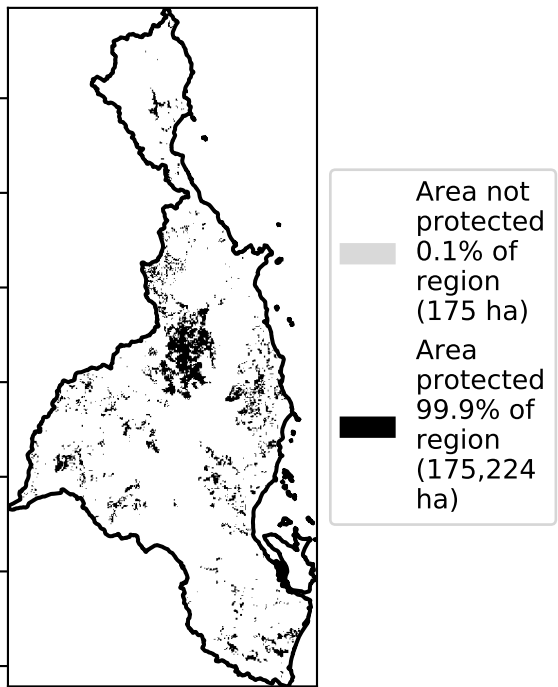 Area not
protected
0.1% of
region
(175 ha)
Area
protected
99.9% of
region
(175,224
ha)